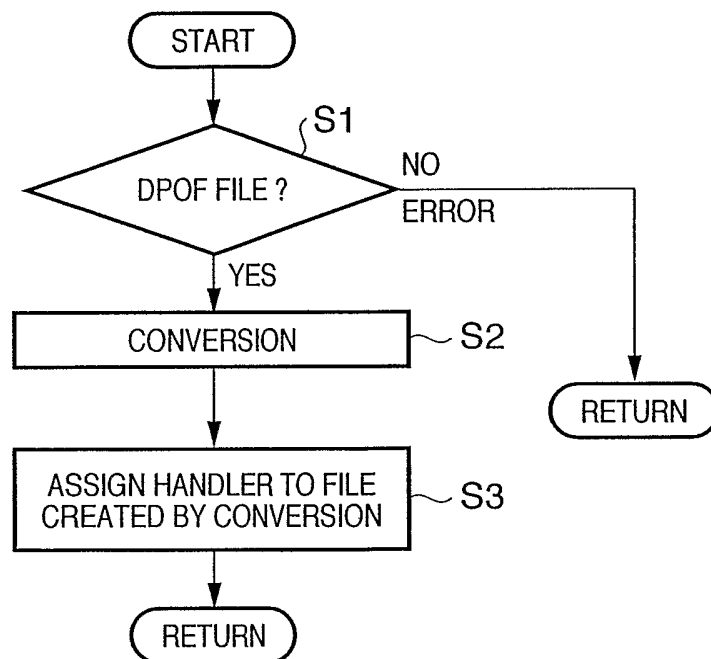 START
S1
DPOF FILE ?
NO
ERROR
YES
CONVERSION
S2
RETURN
ASSIGN HANDLER TO FILE
CREATED BY CONVERSION
S3
RETURN